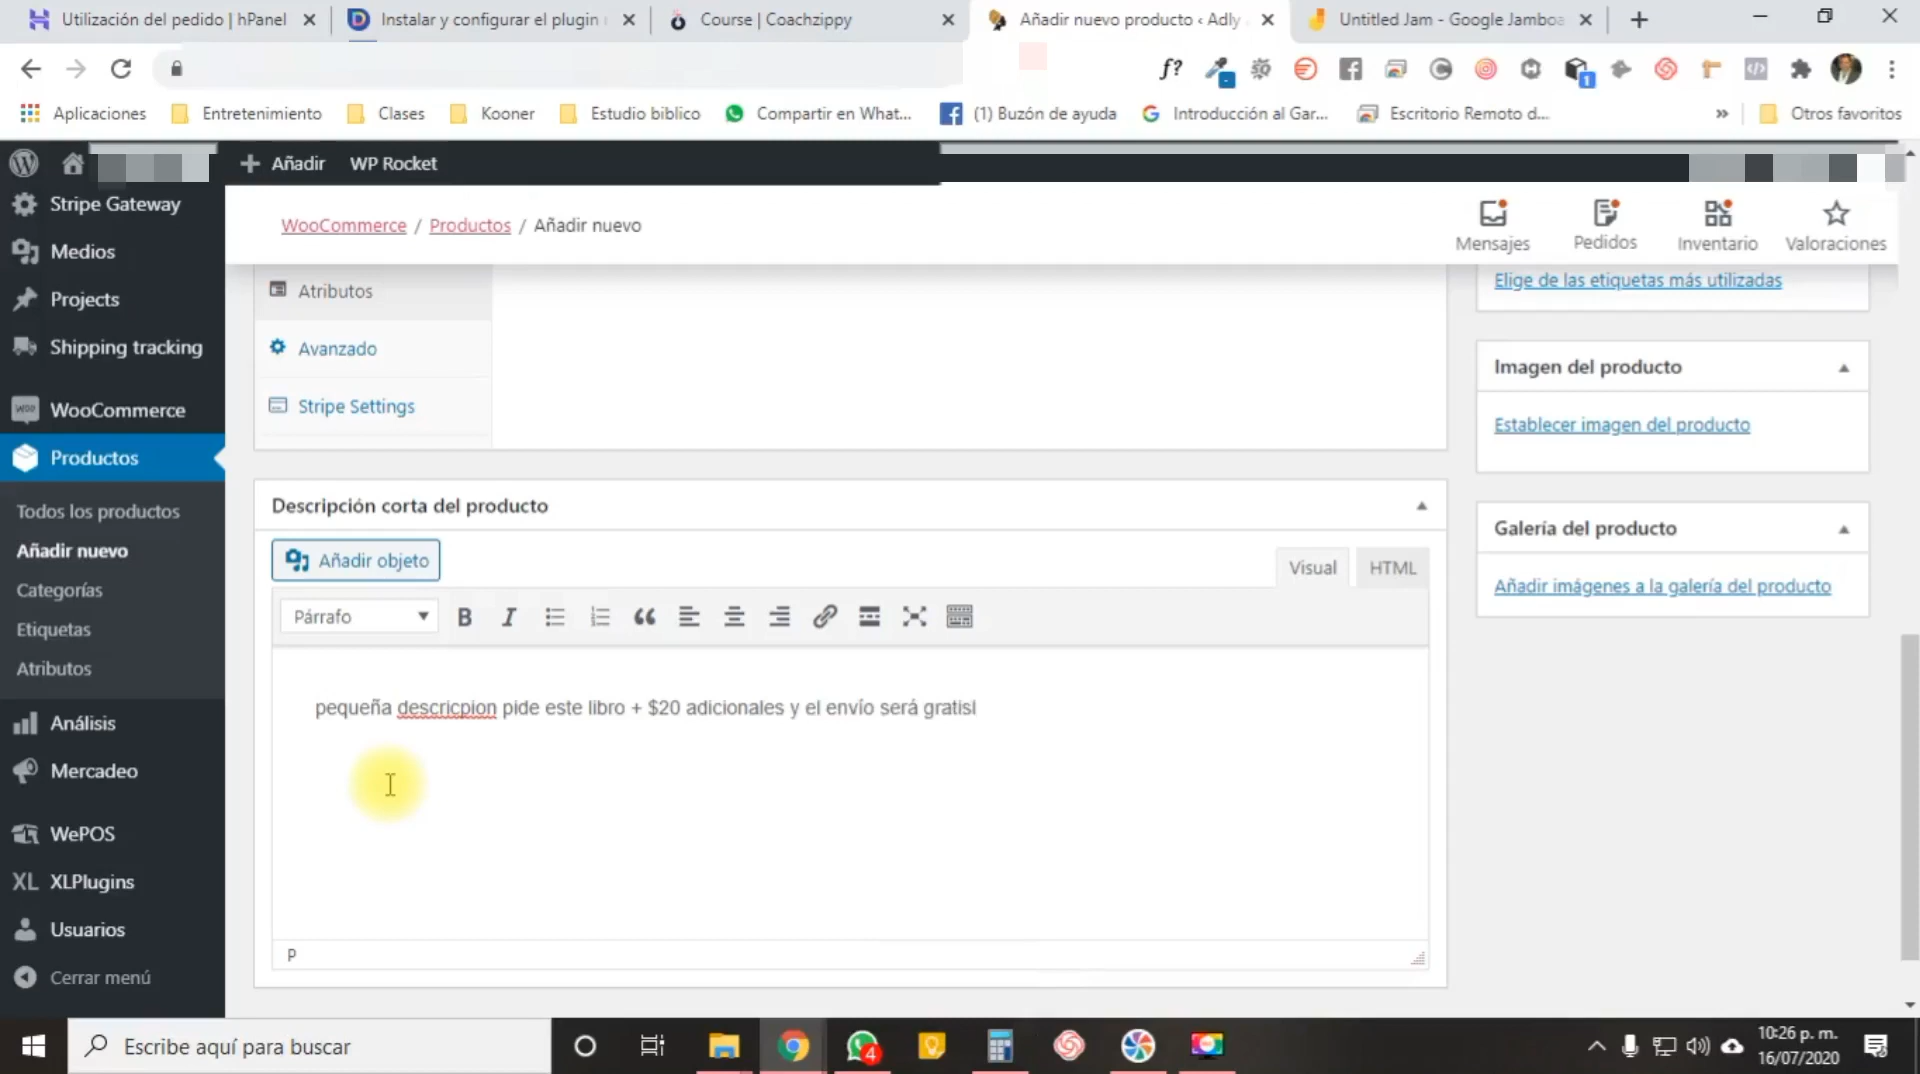 Utilización del pedido | hPanel
Instalar y configurar el plugin
Course | Coachzippy
Añadir nuevo producto ‹ Adly
Untitled Jam - Google Jamboa
f?
1
Aplicaciones
Entretenimiento
Clases
Kooner
Estudio biblico
Compartir en What...
(1) Buzón de ayuda
Introducción al Gar...
Escritorio Remoto d...
»
Otros favoritos
Añadir
WP Rocket
Stripe Gateway
Medios
Projects
Shipping tracking
WooCommerce
Productos
Todos los productos
Añadir nuevo
Categorías
Etiquetas
Atributos
Análisis
Mercadeo
WePOS
XL XLPlugins
Usuarios
Cerrar menú
WooCommerce / Productos / Añadir nuevo
Mensajes
Pedidos
Inventario
Valoraciones
Atributos
Avanzado
Stripe Settings
Elige de las etiquetas más utilizadas
Imagen del producto
Establecer imagen del producto
Galería del producto
Añadir imágenes a la galería del producto
Descripción corta del producto
Añadir objeto
Visual
HTML
Párrafo
B I
pequeña descricpion pide este libro + $20 adicionales y el envío será gratis
P
Escribe aquí para buscar
4
10:26 p. m.
16/07/2020